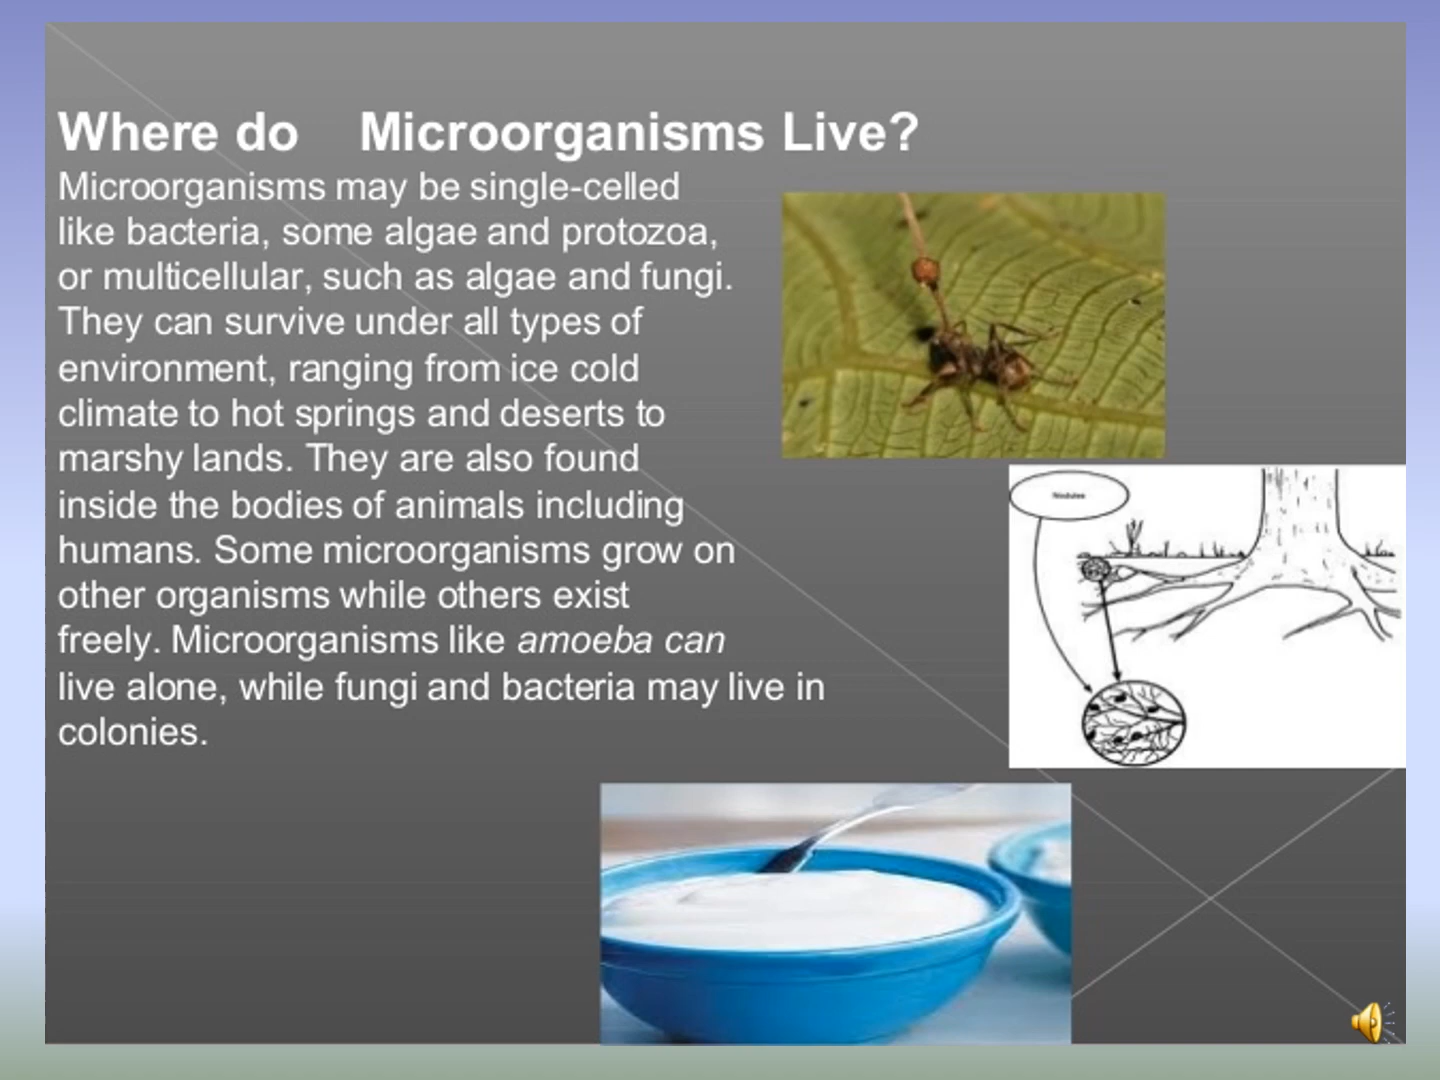 Where do Microorganisms Live?
Microorganisms may be single-celled
like bacteria, some algae and protozoa,
or multicellular, such as algae and fungi.
They can survive under all types of
environment, ranging from ice cold
climate to hot springs and deserts to
marshy lands. They are also found
inside the bodies of animals including
humans. Some microorganisms grow on
other organisms while others exist
freely. Microorganisms like amoeba can
live alone, while fungi and bacteria may live in
colonies.
Nodules